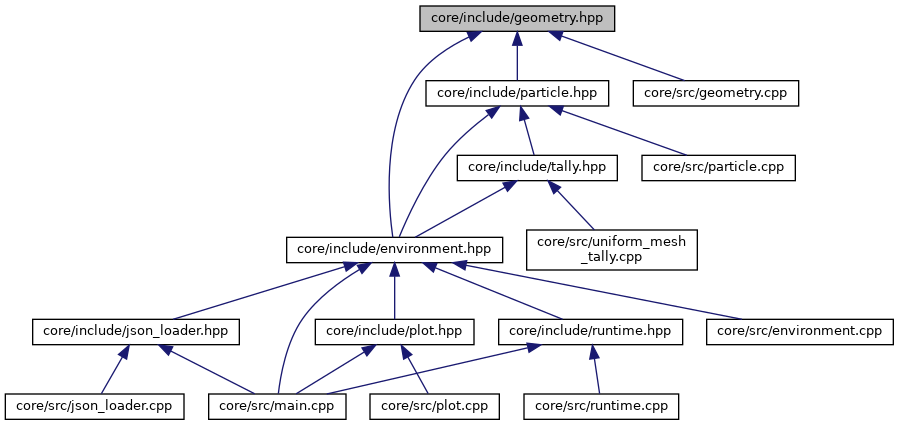 core/include/geometry.hpp
core/include/particle.hpp
core/src/geometry.cpp
core/include/tally.hpp
core/src/particle.cpp
core/include/environment.hpp
core/src/uniform_mesh
_tally.cpp
core/include/json_loader.hpp
core/include/plot.hpp
core/include/runtime.hpp
core/src/environment.cpp
core/src/json_loader.cpp
core/src/main.cpp
core/src/plot.cpp
core/src/runtime.cpp